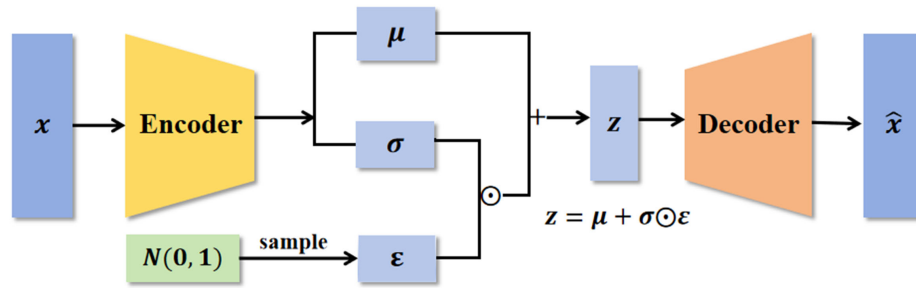 x
Encoder
μ
σ
N(0, 1)
sample
ε
⊙
+
z
z = μ + σ⊙ε
Decoder
x̂